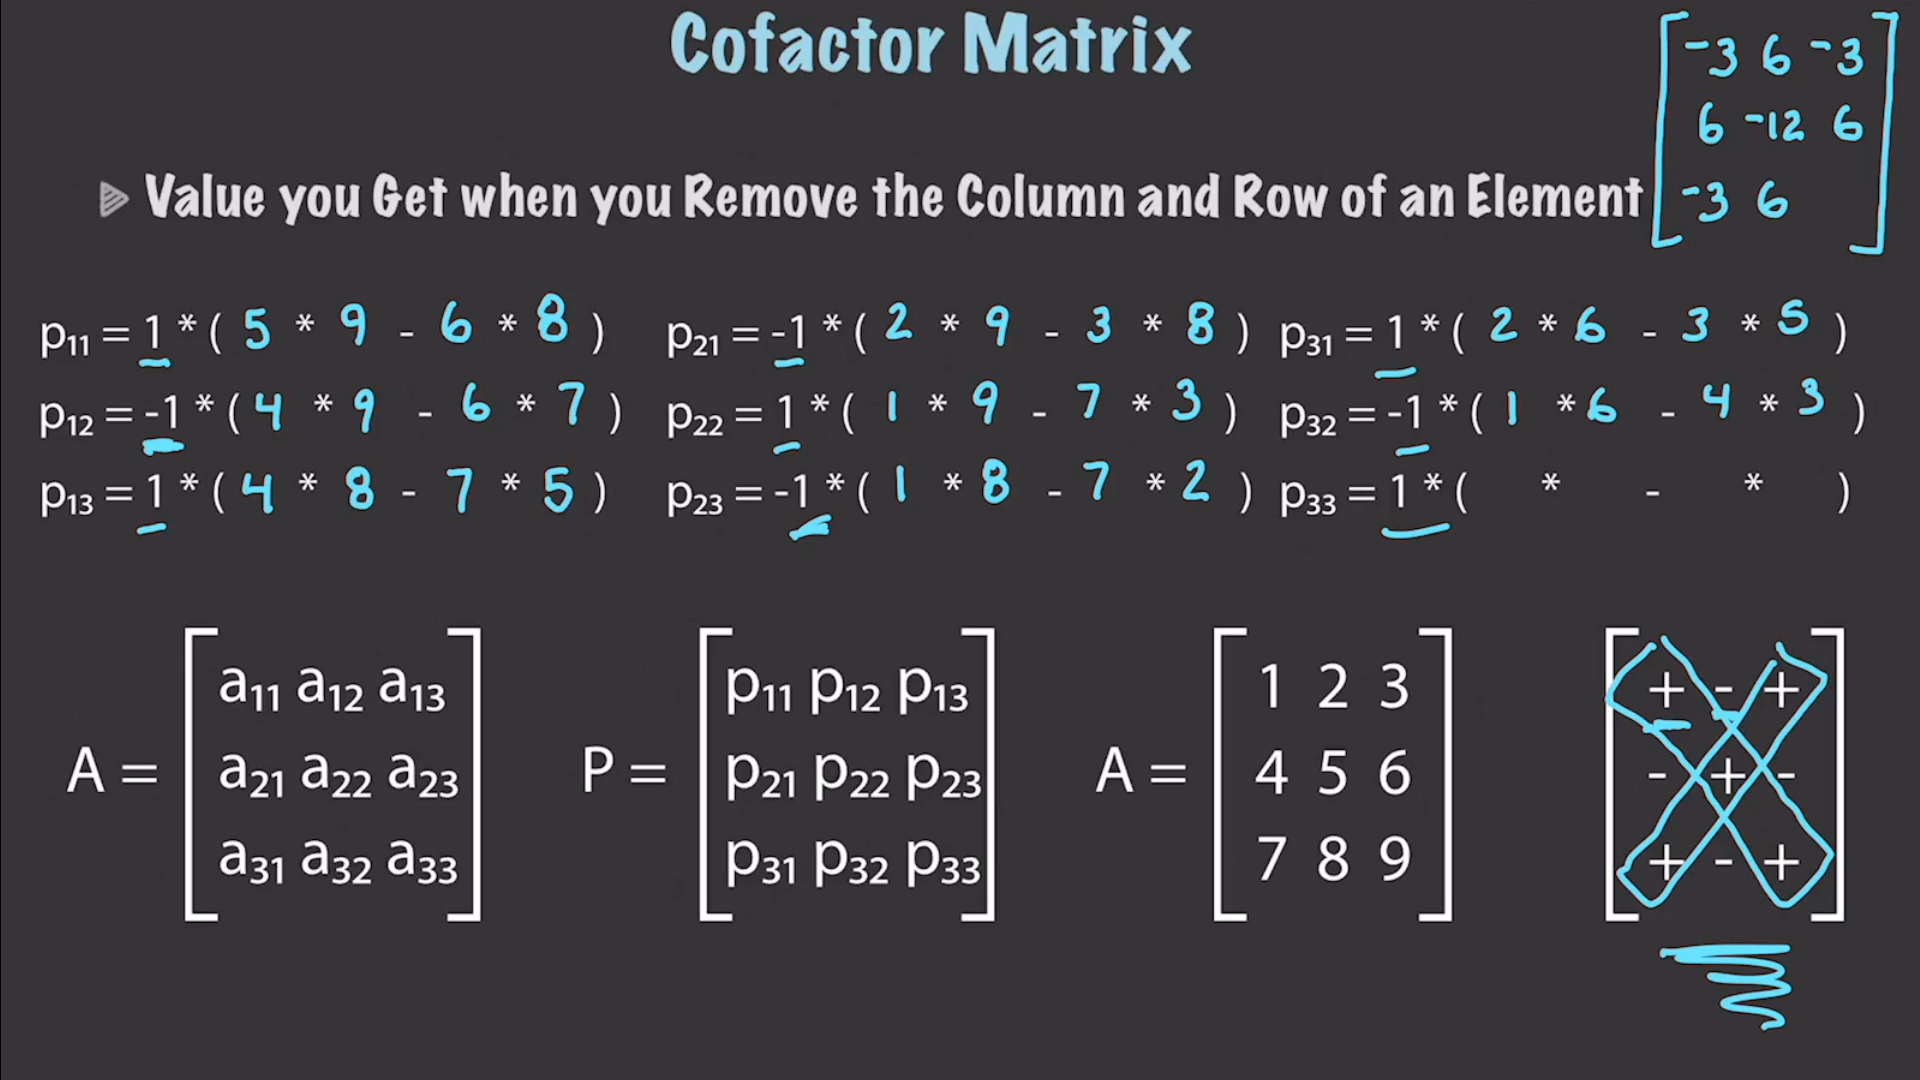 Cofactor Matrix
-3 6 -3
6 -12 6
-3 6
Value you Get when you Remove the Column and Row of an Element
p11 = 1 * ( 5 * 9 - 6 * 8 ) p21 = -1 * ( 2 * 9 - 3 * 8 ) p31 = 1 * ( 2 * 6 - 3 * 5 )
p12 = -1 * ( 4 * 9 - 6 * 7 ) p22 = 1 * ( 1 * 9 - 7 * 3 ) p32 = -1 * ( 1 * 6 - 4 * 3 )
p13 = 1 * ( 4 * 8 - 7 * 5 ) p23 = -1 * ( 1 * 8 - 7 * 2 ) p33 = 1 * ( * - * )
A = 
a11 a12 a13
a21 a22 a23
a31 a32 a33
P =
p11 p12 p13
p21 p22 p23
p31 p32 p33
A =
1 2 3
4 5 6
7 8 9
+ - +
- + -
+ - +